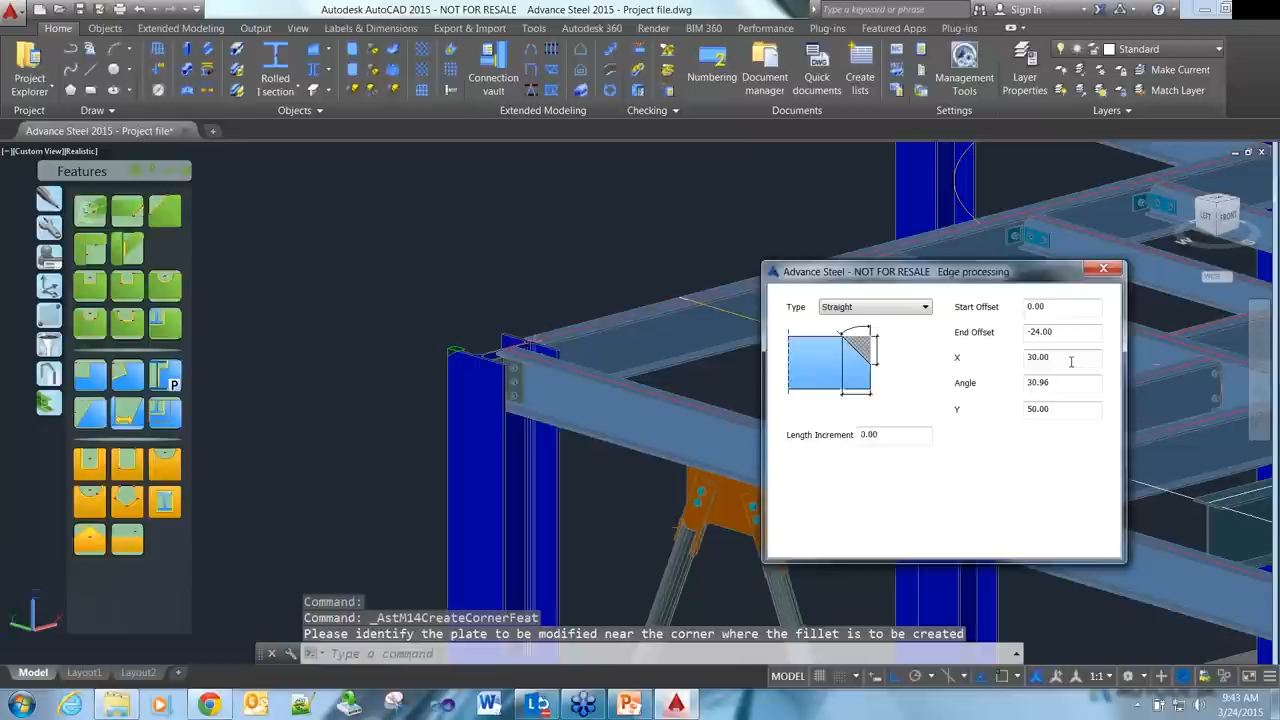 Autodesk AutoCAD 2015 - NOT FOR RESALE    Advance Steel - Project file.dwg
Type a keyword or phrase
Sign In
Home Objects Extended Modeling Output View Labels & Dimensions Export & Import Tools Autodesk 360 Render BIM 360 Performance Plug-ins Featured Apps Plug-ins
Standard
Make Current
Match Layer
Project Explorer
Rolled I section
Connection vault
Numbering
Document manager
Quick documents
Create lists
Management Tools
Layer Properties
Project
Draw
Objects
Extended Modeling
Checking
Documents
Settings
Layers
Advance Steel 2015 - Project file*
[−][Custom View][Realistic]
Features
LEFT
FRONT
W
WCS
Advance Steel - NOT FOR RESALE    Edge processing
Type Straight
Start Offset 0.00
End Offset -24.00
X 30.00
Angle 30.96
Y 50.00
Length Increment 0.00
P
Command:
Command: _AstM14CreateCornerFeat
Please identify the plate to be modified near the corner where the fillet is to be created
Type a command
Model Layout1 Layout2
MODEL
1:1
9:43 AM
3/24/2015